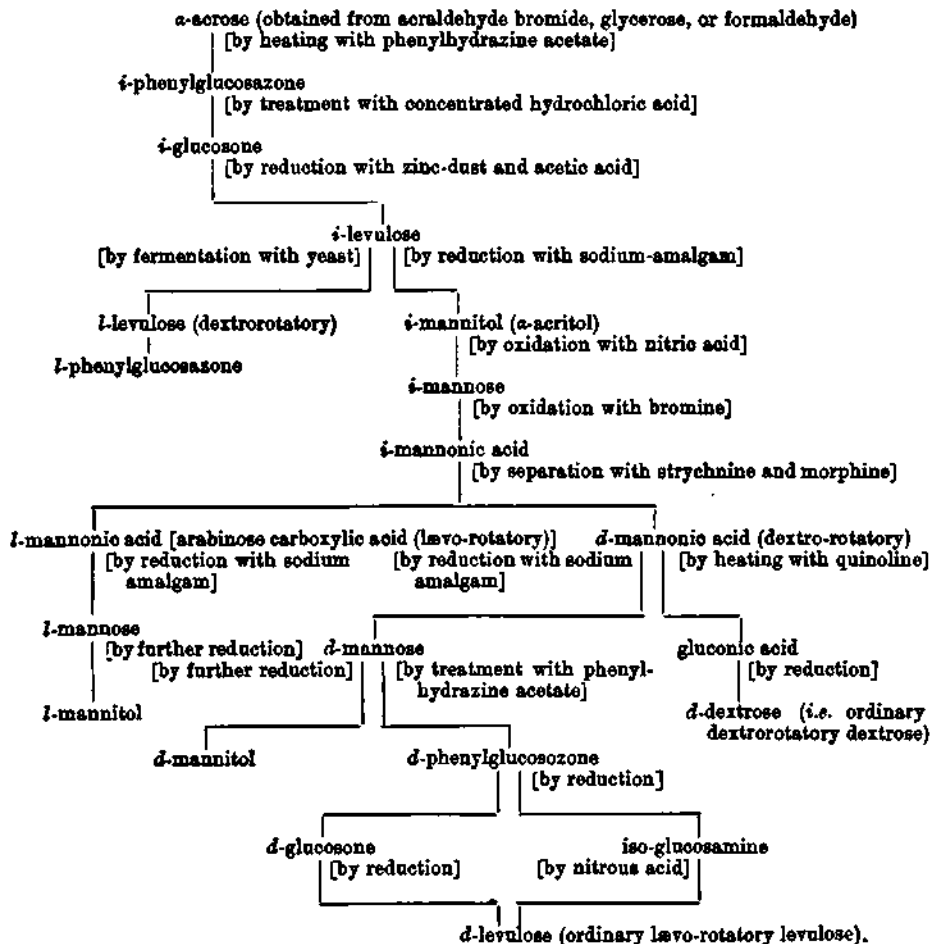 α-acrose (obtained from acraldehyde bromide, glycerose, or formaldehyde)
[by heating with phenylhydrazine acetate]
i-phenylglucosazone
[by treatment with concentrated hydrochloric acid]
i-glucosone
[by reduction with zinc-dust and acetic acid]
i-levulose
[by fermentation with yeast] [by reduction with sodium-amalgam]
l-levulose (dextrorotatory) i-mannitol (α-acritol)
[by oxidation with nitric acid]
l-phenylglucosazone
i-mannose
[by oxidation with bromine]
i-mannonic acid
[by separation with strychnine and morphine]
l-mannonic acid [arabinose carboxylic acid (lævo-rotatory)] d-mannonic acid (dextro-rotatory)
[by reduction with sodium [by reduction with sodium [by heating with quinoline]
amalgam] amalgam]
l-mannose
[by further reduction] d-mannose gluconic acid
[by further reduction] [by treatment with phenyl- [by reduction]
hydrazine acetate]
l-mannitol d-dextrose (i.e. ordinary
dextrorotatory dextrose)
d-mannitol d-phenylglucosozone
[by reduction]
d-glucosone iso-glucosamine
[by reduction] [by nitrous acid]
d-levulose (ordinary lævo-rotatory levulose).